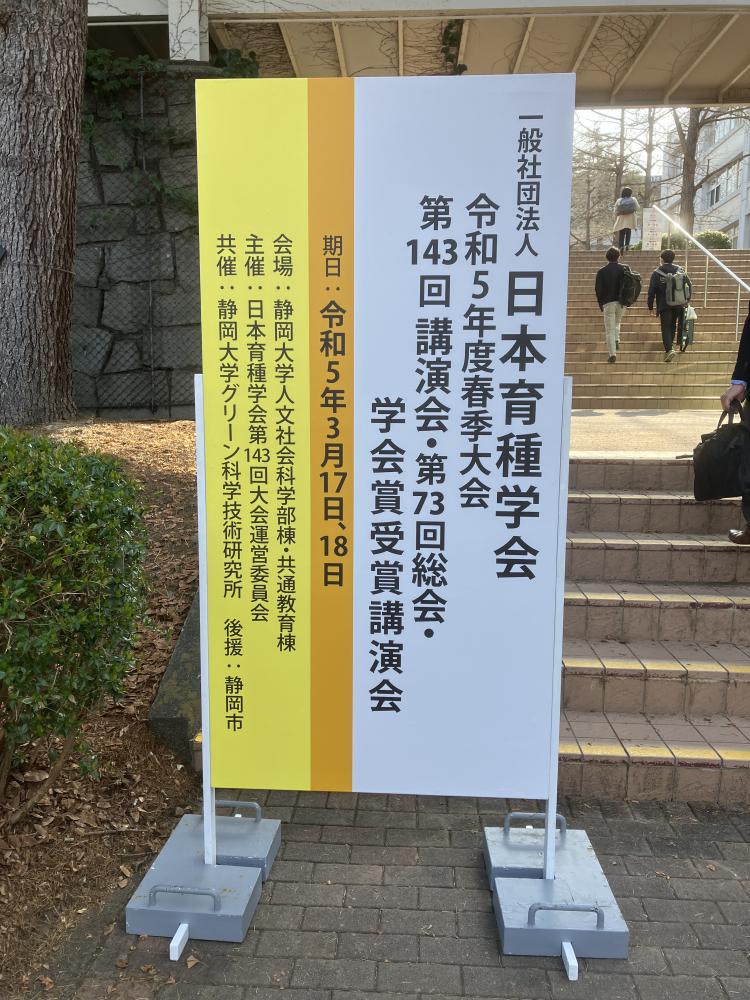 一般社団法人 日本育種学会
令和5年度春季大会
第143回 講演会・第73回総会・
学会賞受賞講演会
期日：令和5年3月17日、18日
会場：静岡大学人文社会科学部棟・共通教育棟
主催：日本育種学会第143回大会運営委員会
共催：静岡大学グリーン科学技術研究所 後援：静岡市